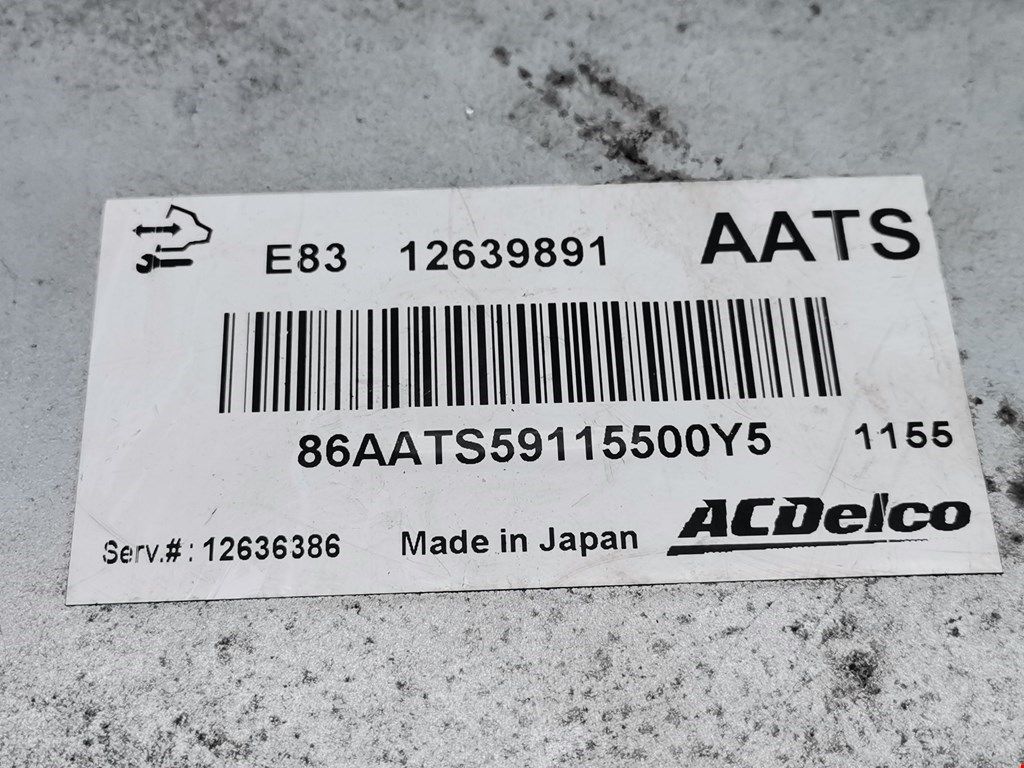 E83 12639891 AATS
86AATS59115500Y5 1155
Serv.#: 12636386 Made in Japan ACDelco